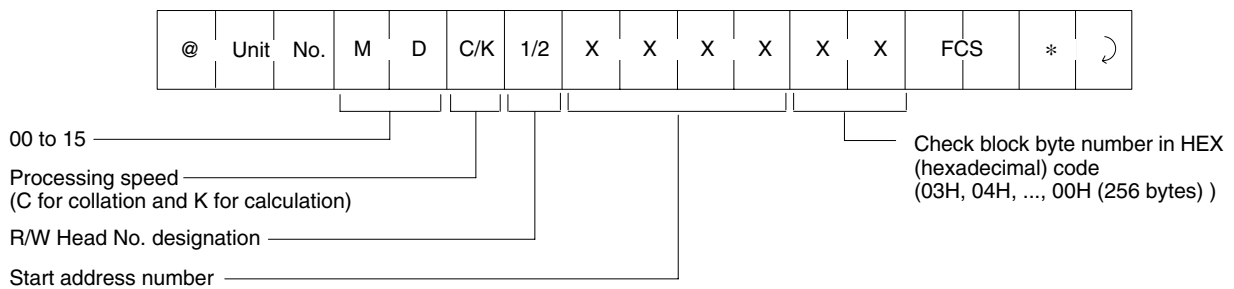 @ Unit No. M D C/K 1/2 X X X X X X FCS *
00 to 15
Processing speed
(C for collation and K for calculation)
R/W Head No. designation
Start address number
Check block byte number in HEX
(hexadecimal) code
(03H, 04H, ..., 00H (256 bytes) )